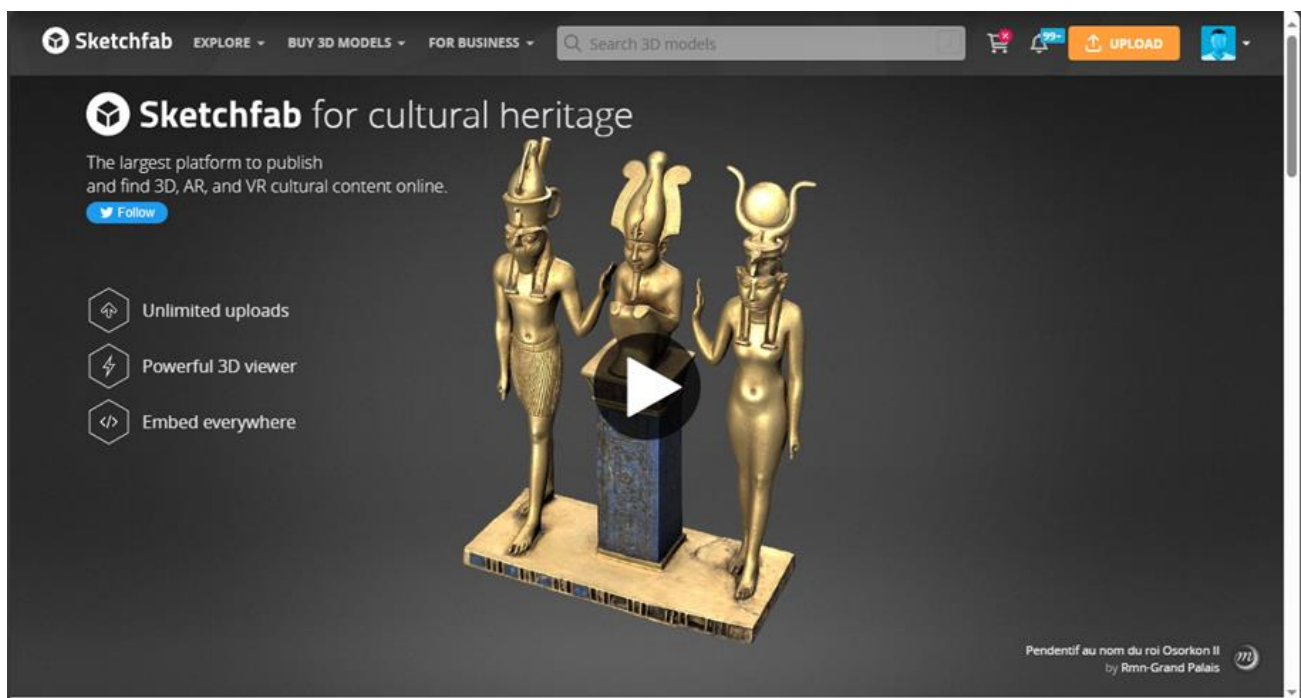 Sketchfab EXPLORE BUY 3D MODELS FOR BUSINESS Search 3D models 99+ UPLOAD
Sketchfab for cultural heritage
The largest platform to publish
and find 3D, AR, and VR cultural content online.
Follow
Unlimited uploads
Powerful 3D viewer
Embed everywhere
Pendentif au nom du roi Osorkon II
by Rmn-Grand Palais
m